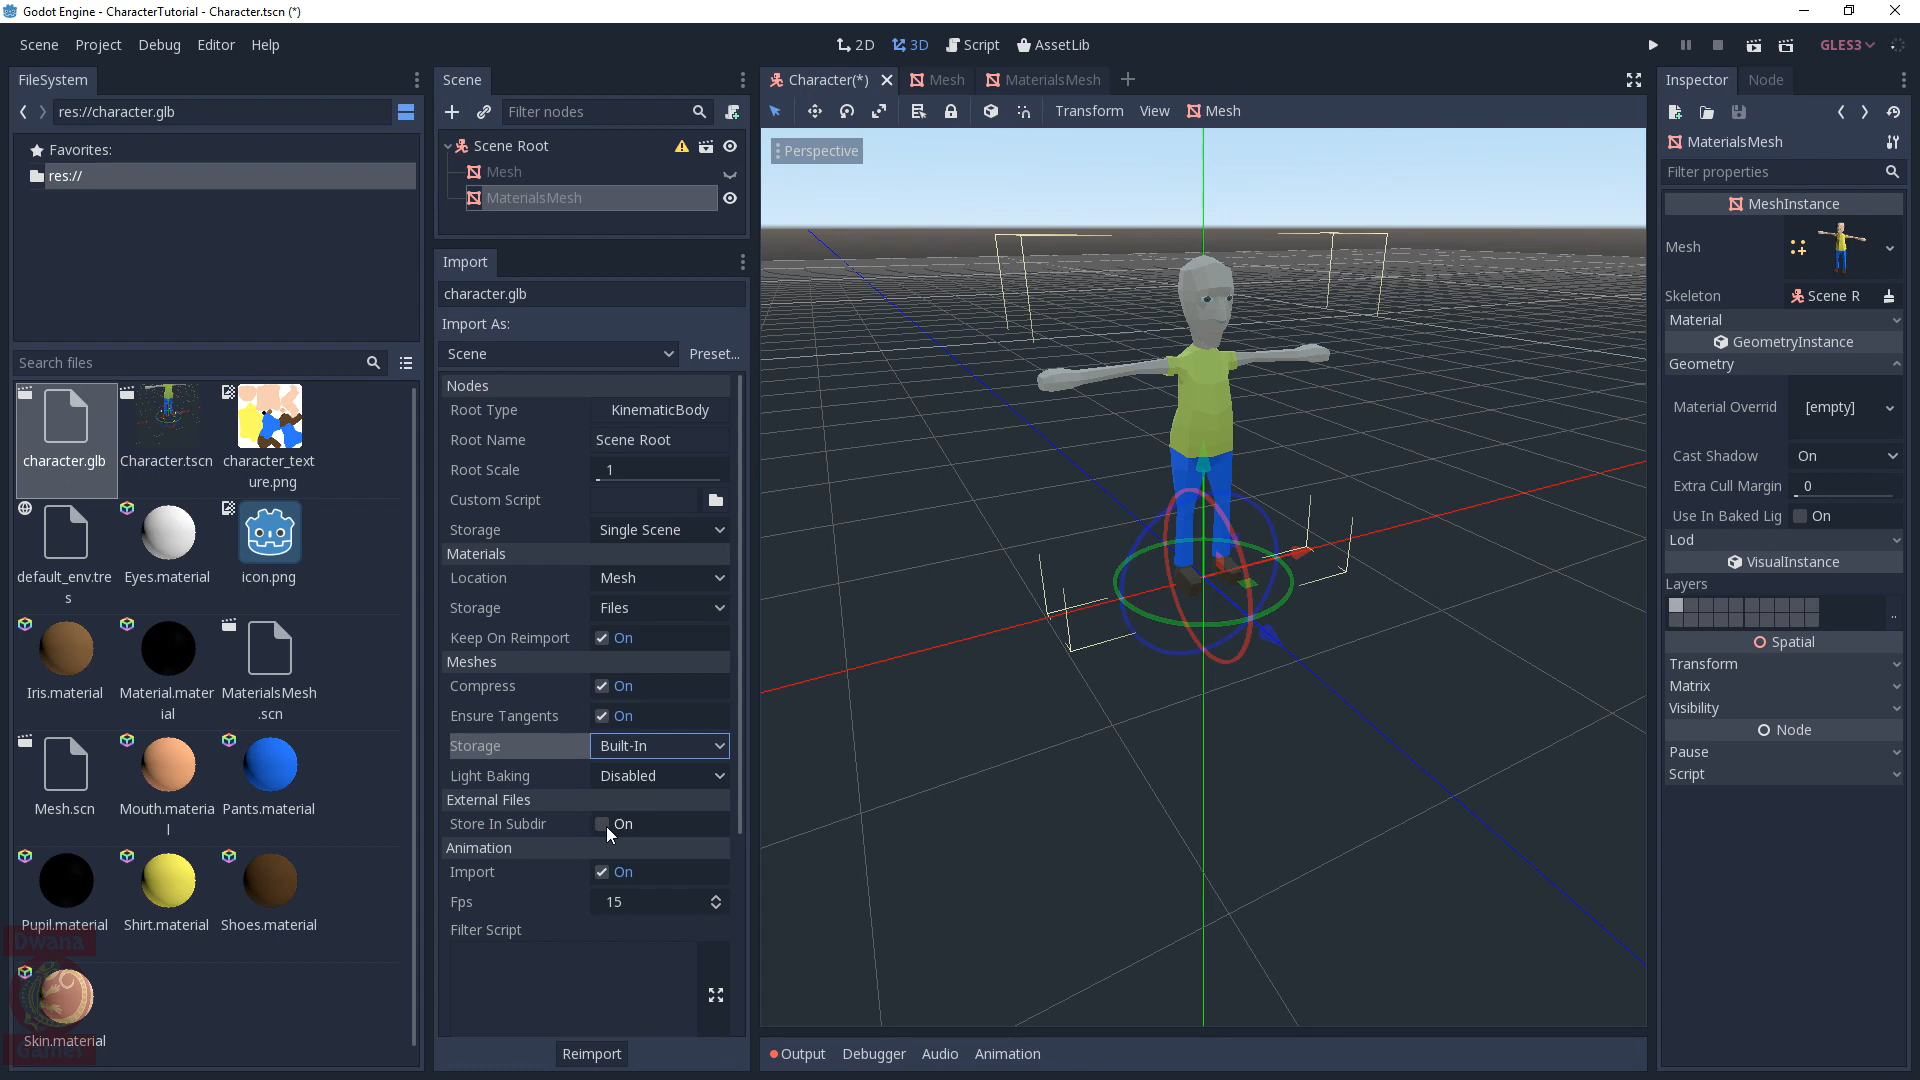 Godot Engine - CharacterTutorial - Character.tscn (*)
Scene Project Debug Editor Help
2D 3D Script AssetLib
GLES3
FileSystem
res://character.glb
Favorites:
res://
Search files
character.glb
Character.tscn
character_text
ure.png
default_env.tre
s
Eyes.material
icon.png
Iris.material
Material.mater
ial
MaterialsMesh
.scn
Mesh.scn
Mouth.materia
l
Pants.material
Pupil.material
Shirt.material
Shoes.material
Skin.material
Dwana
Games
Scene
Filter nodes
Scene Root
Mesh
MaterialsMesh
Import
character.glb
Import As:
Scene Preset...
Nodes
Root Type KinematicBody
Root Name Scene Root
Root Scale 1
Custom Script
Storage Single Scene
Materials
Location Mesh
Storage Files
Keep On Reimport On
Meshes
Compress On
Ensure Tangents On
Storage Built-In
Light Baking Disabled
External Files
Store In Subdir On
Animation
Import On
Fps 15
Filter Script
Reimport
Character(*) Mesh MaterialsMesh
Transform View Mesh
Perspective
Output Debugger Audio Animation
Inspector Node
MaterialsMesh
Filter properties
MeshInstance
Mesh
Skeleton Scene R
Material
GeometryInstance
Geometry
Material Overrid [empty]
Cast Shadow On
Extra Cull Margin 0
Use In Baked Lig On
Lod
VisualInstance
Layers
..
Spatial
Transform
Matrix
Visibility
Node
Pause
Script